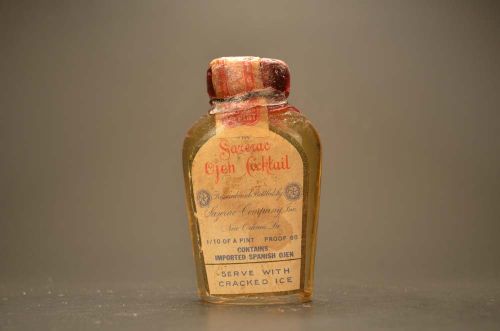 Sazerac
Ojen Cocktail
Sazerac Company, Inc.
New Orleans, La.
1/10 OF A PINT PROOF 60
CONTAINS
IMPORTED SPANISH OJEN
SERVE WITH
CRACKED ICE